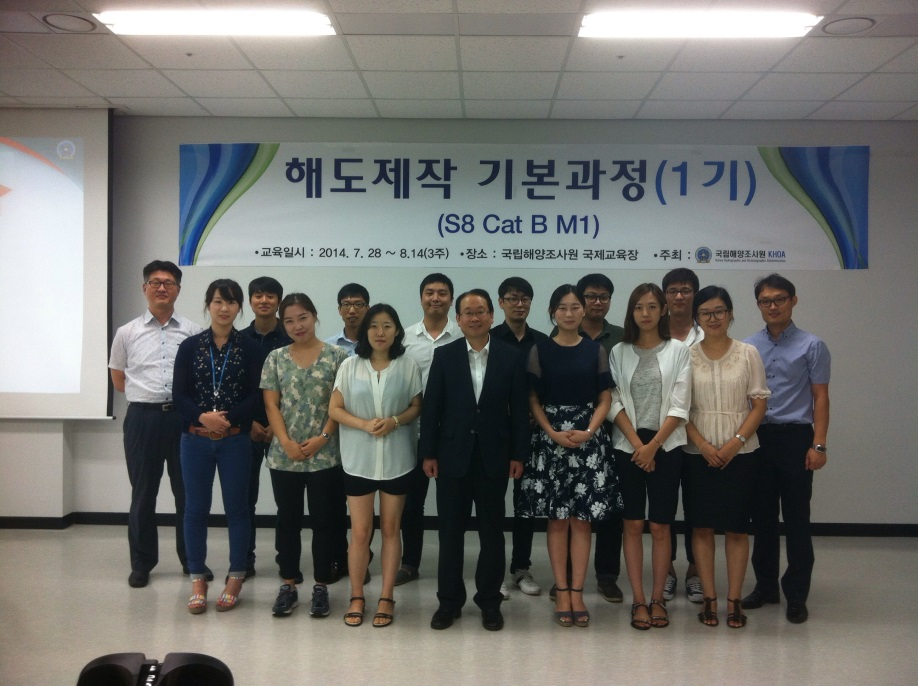 해도제작 기본과정(1기)
(S8 Cat B M1)
•교육일시 : 2014. 7. 28 ~ 8.14(3주) •장소 : 국립해양조사원 국제교육장 •주최 : 국립해양조사원 KHOA